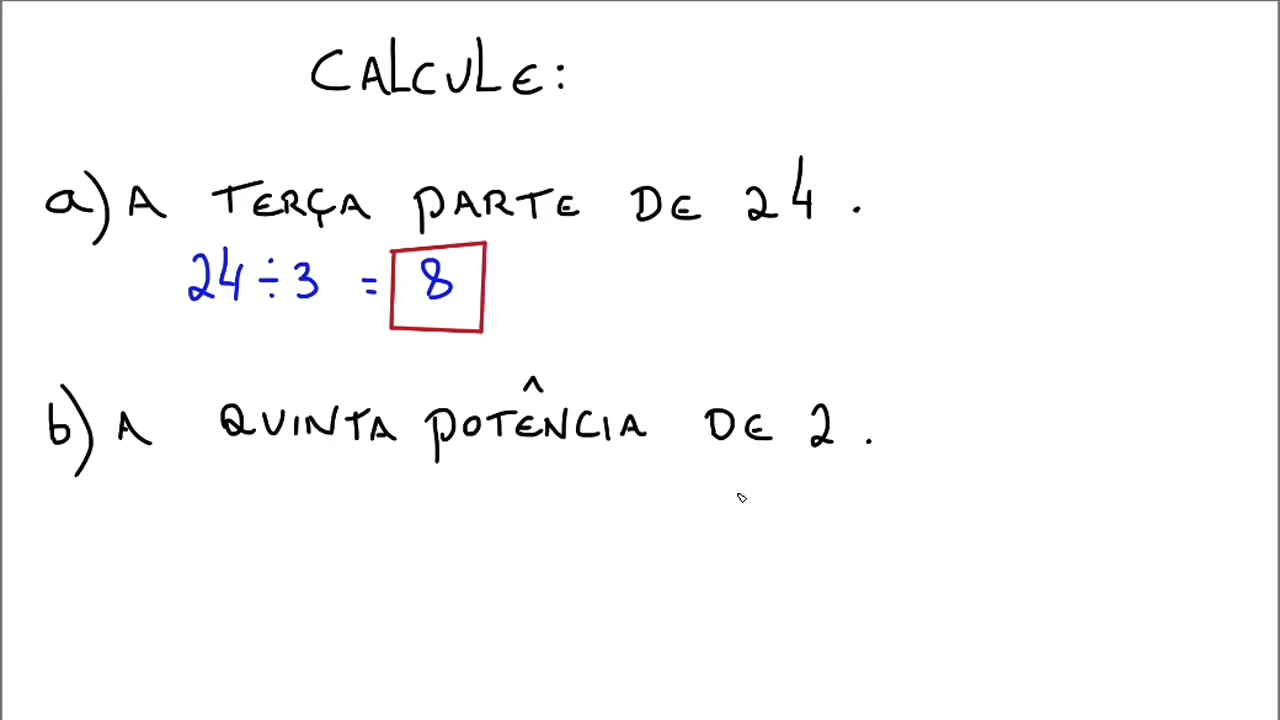 CALCULE:
a) A TERÇA PARTE DE 24.
24 ÷ 3 = 8
b) A QUINTA POTÊNCIA DE 2.